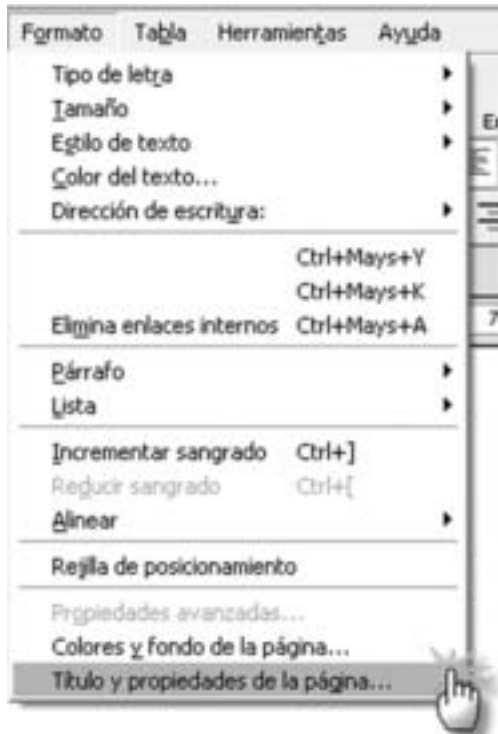 Formato Tabla Herramientas Ayuda
Tipo de letra
Tamaño
Estilo de texto
Color del texto...
Dirección de escritura:
Ctrl+Mays+Y
Ctrl+Mays+K
Elimina enlaces internos Ctrl+Mays+A
Párrafo
Lista
Incrementar sangrado Ctrl+]
Reducir sangrado Ctrl+[
Alinear
Rejilla de posicionamiento
Propiedades avanzadas...
Colores y fondo de la página...
Título y propiedades de la página...